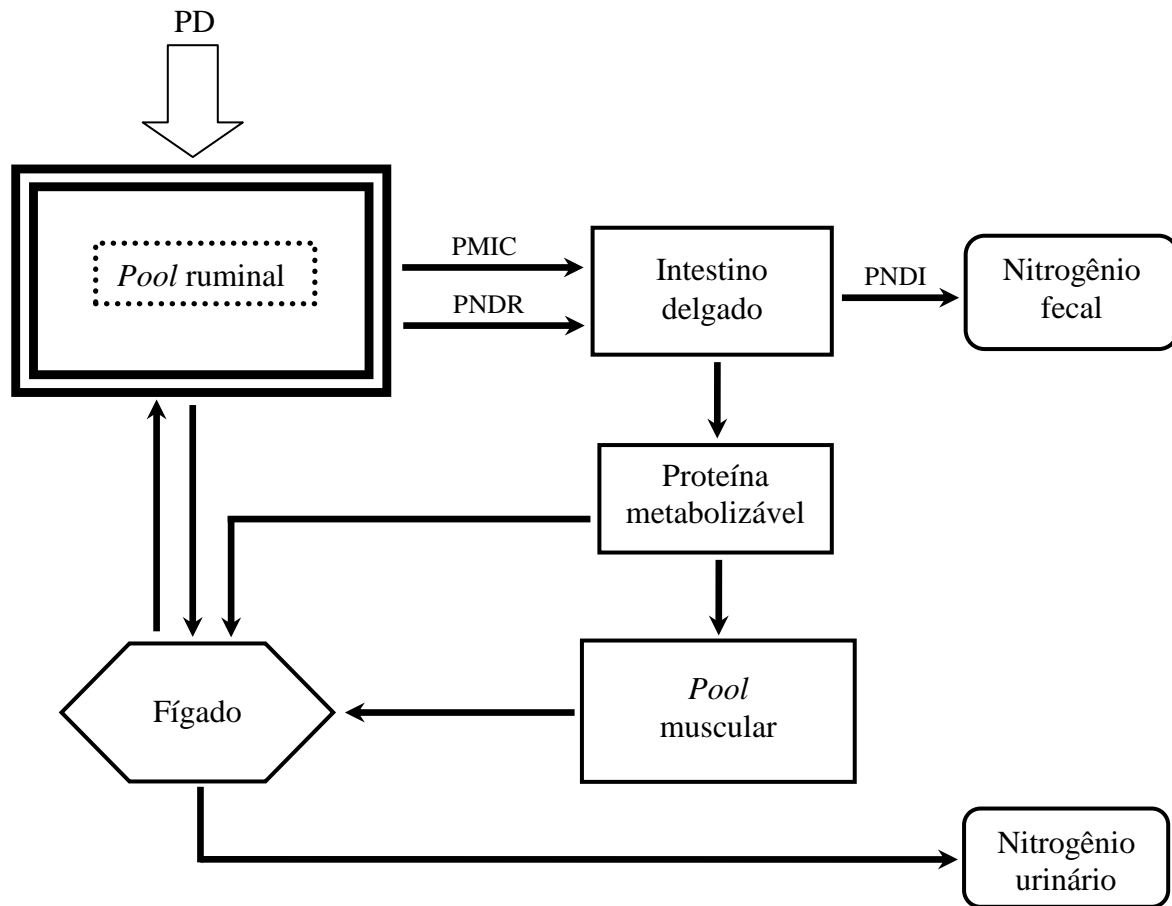 PD
Pool ruminal
PMIC
PNDR
Intestino
delgado
PNDI
Nitrogênio
fecal
Proteína
metabolizável
Fígado
Pool
muscular
Nitrogênio
urinário